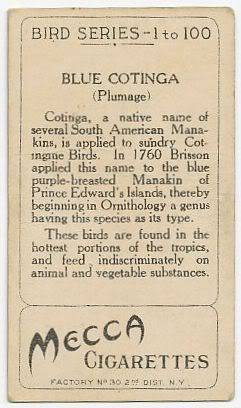 BIRD SERIES - 1 to 100
BLUE COTINGA
(Plumage)
Cotinga, a native name of
several South American Mana-
kins, is applied to sundry Cot-
ingine Birds. In 1760 Brisson
applied this name to the blue
purple-breasted Manakin of
Prince Edward's Islands, thereby
beginning in Ornithology a genus
having this species as its type.
These birds are found in the
hottest portions of the tropics,
and feed indiscriminately on
animal and vegetable substances.
MECCA
CIGARETTES
FACTORY No 30. 2nd DIST. N.Y.